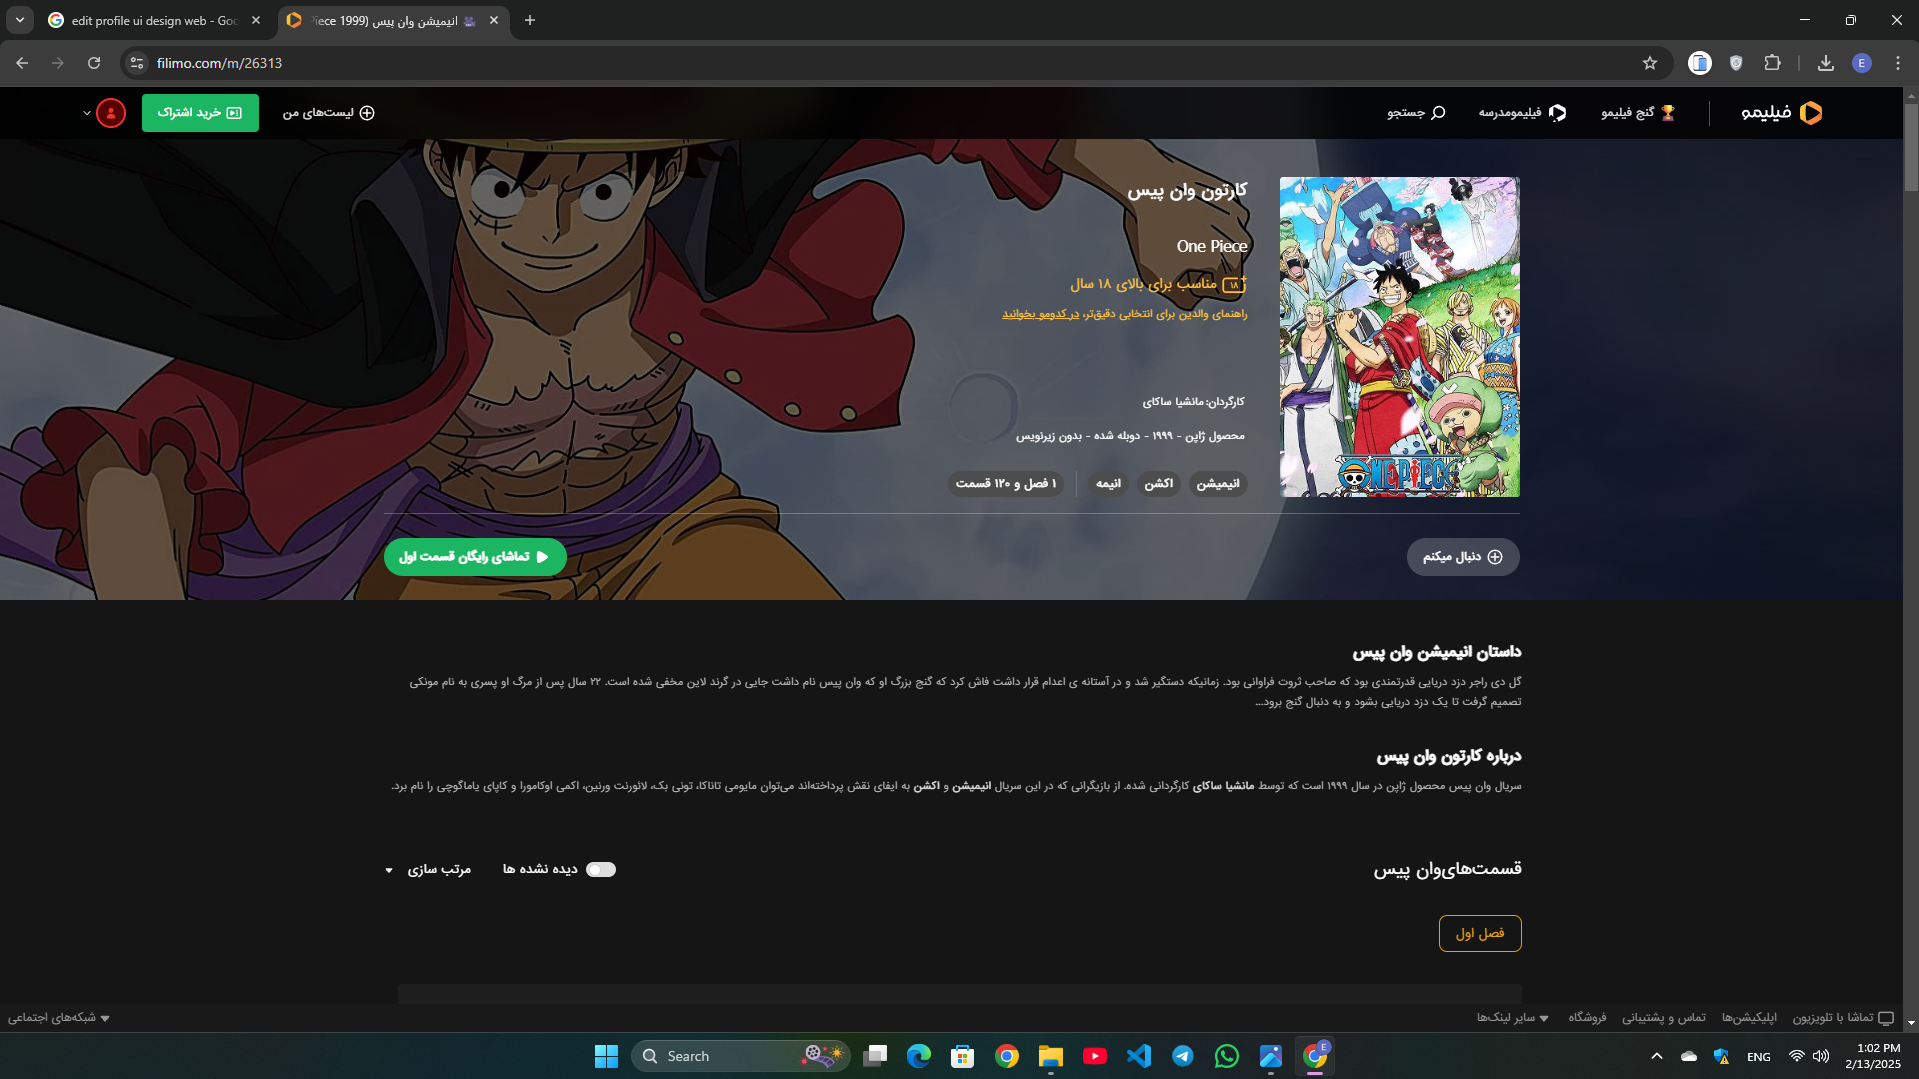 edit profile ui design web - Goo
انیمیشن وان پیس (Piece 1999
filimo.com/m/26313
E
فیلیمو
گنج فیلیمو
فیلیمومدرسه
جستجو
لیست‌های من
خرید اشتراک
کارتون وان پیس
One Piece
مناسب برای بالای ۱۸ سال
راهنمای والدین برای انتخابی دقیق‌تر، در کدومو بخوانید
کارگردان: مانشیا ساکای
محصول ژاپن - ۱۹۹۹ - دوبله شده - بدون زیرنویس
انیمیشن
اکشن
انیمه
۱ فصل و ۱۲۰ قسمت
ONE PIECE
دنبال میکنم
تماشای رایگان قسمت اول
داستان انیمیشن وان پیس
گل دی راجر دزد دریایی قدرتمندی بود که صاحب ثروت فراوانی بود. زمانیکه دستگیر شد و در آستانه ی اعدام قرار داشت فاش کرد که گنج بزرگ او که وان پیس نام داشت جایی در گرند لاین مخفی شده است. ۲۲ سال پس از مرگ او پسری به نام مونکی
تصمیم گرفت تا یک دزد دریایی بشود و به دنبال گنج برود...
درباره کارتون وان پیس
سریال وان پیس محصول ژاپن در سال ۱۹۹۹ است که توسط مانشیا ساکای کارگردانی شده. از بازیگرانی که در این سریال انیمیشن و اکشن به ایفای نقش پرداخته‌اند می‌توان مایومی تاناکا، تونی بک، لائورنت ورنین، اکمی اوکامورا و کاپای یاماگوچی را نام برد.
قسمت‌های‌وان پیس
دیده نشده ها
مرتب سازی
فصل اول
تماشا با تلویزیون
اپلیکیشن‌ها
تماس و پشتیبانی
فروشگاه
سایر لینک‌ها
شبکه‌های اجتماعی
Search
E
ENG
1:02 PM
2/13/2025